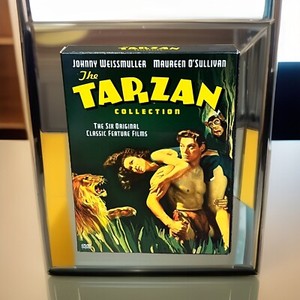 JOHNNY WEISSMULLER MAUREEN O'SULLIVAN
The
TARZAN
COLLECTION
THE SIX ORIGINAL
CLASSIC FEATURE FILMS